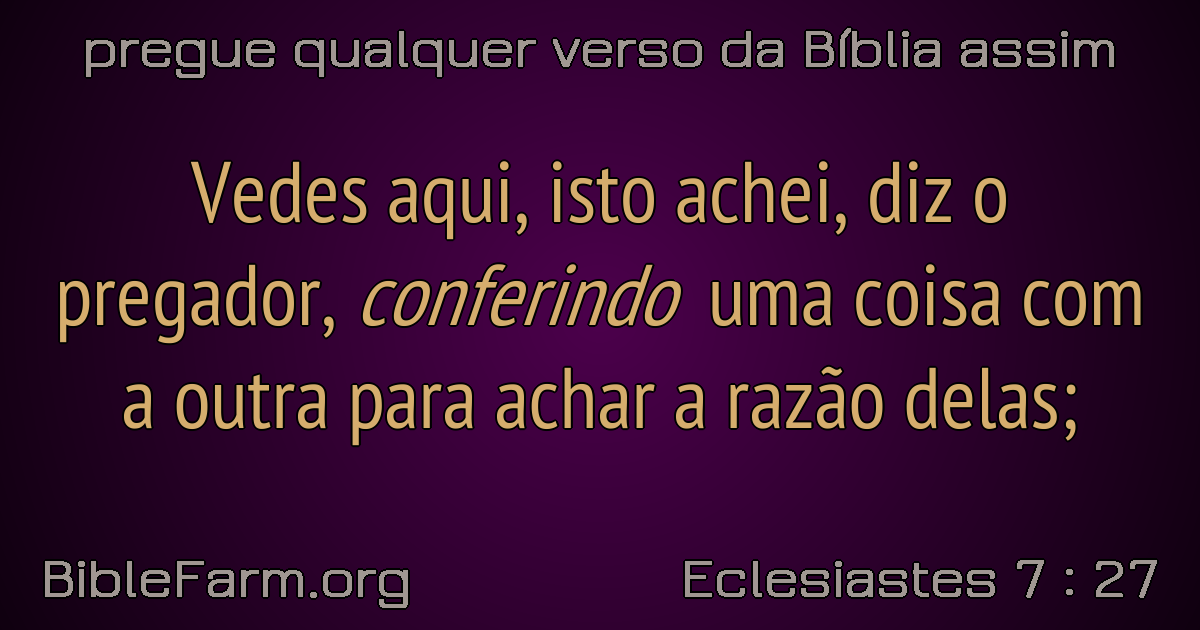 pregue qualquer verso da Bíblia assim
Vedes aqui, isto achei, diz o
pregador, conferindo uma coisa com
a outra para achar a razão delas;
BibleFarm.org
Eclesiastes 7 : 27